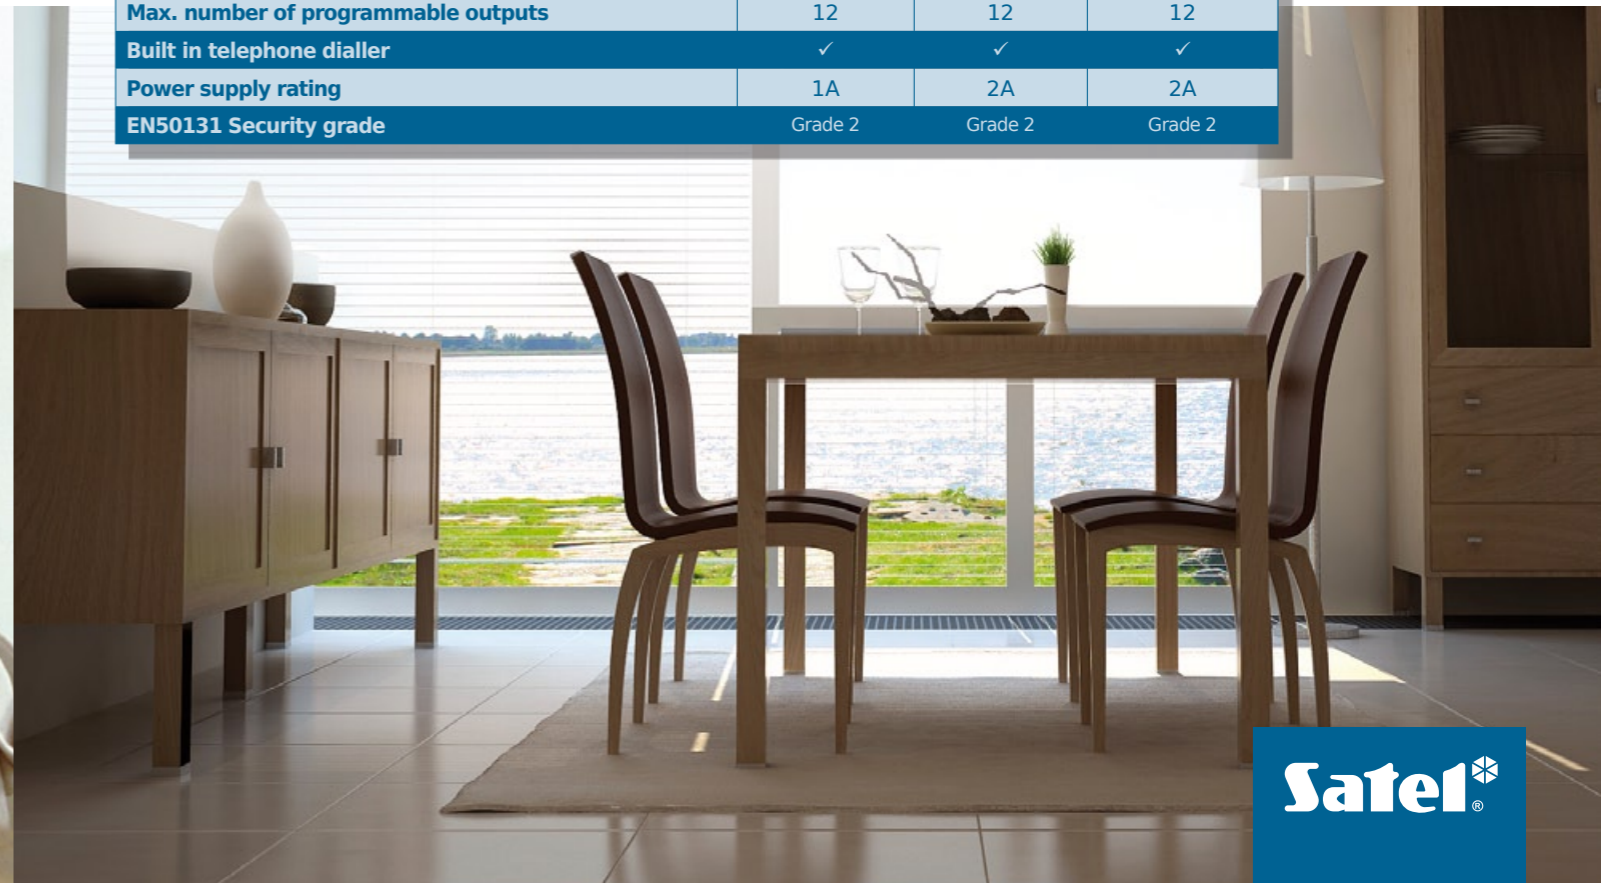 Max. number of programmable outputs 12 12 12
Built in telephone dialler ✓ ✓ ✓
Power supply rating 1A 2A 2A
EN50131 Security grade Grade 2 Grade 2 Grade 2
Satel®